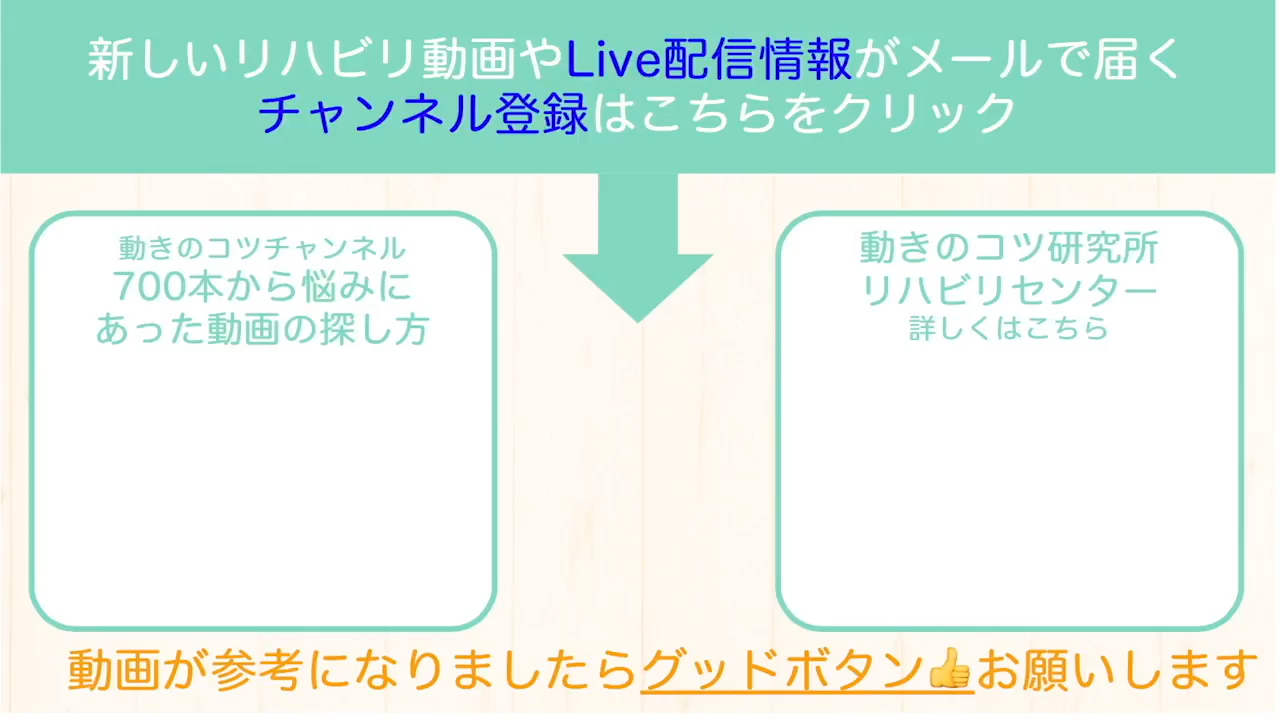 新しいリハビリ動画やLive配信情報がメールで届く
チャンネル登録はこちらをクリック
動きのコツチャンネル
700本から悩みに
あった動画の探し方
動きのコツ研究所
リハビリセンター
詳しくはこちら
動画が参考になりましたらグッドボタン👍お願いします